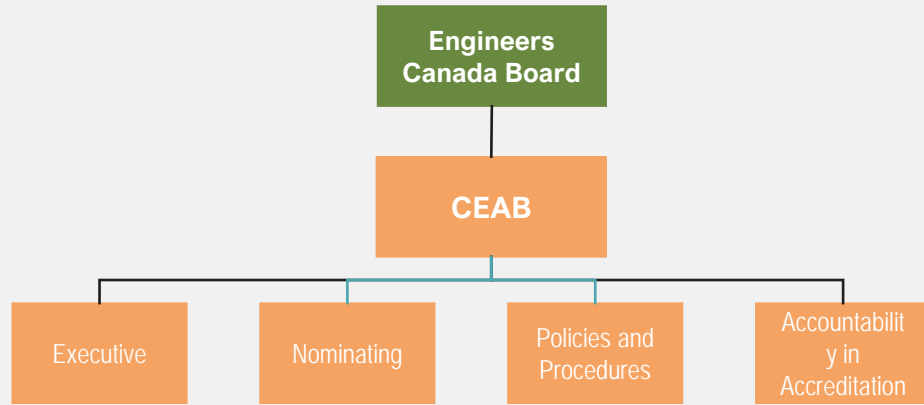 Engineers
Canada Board
CEAB
Executive
Nominating
Policies and
Procedures
Accountabilit
y in
Accreditation